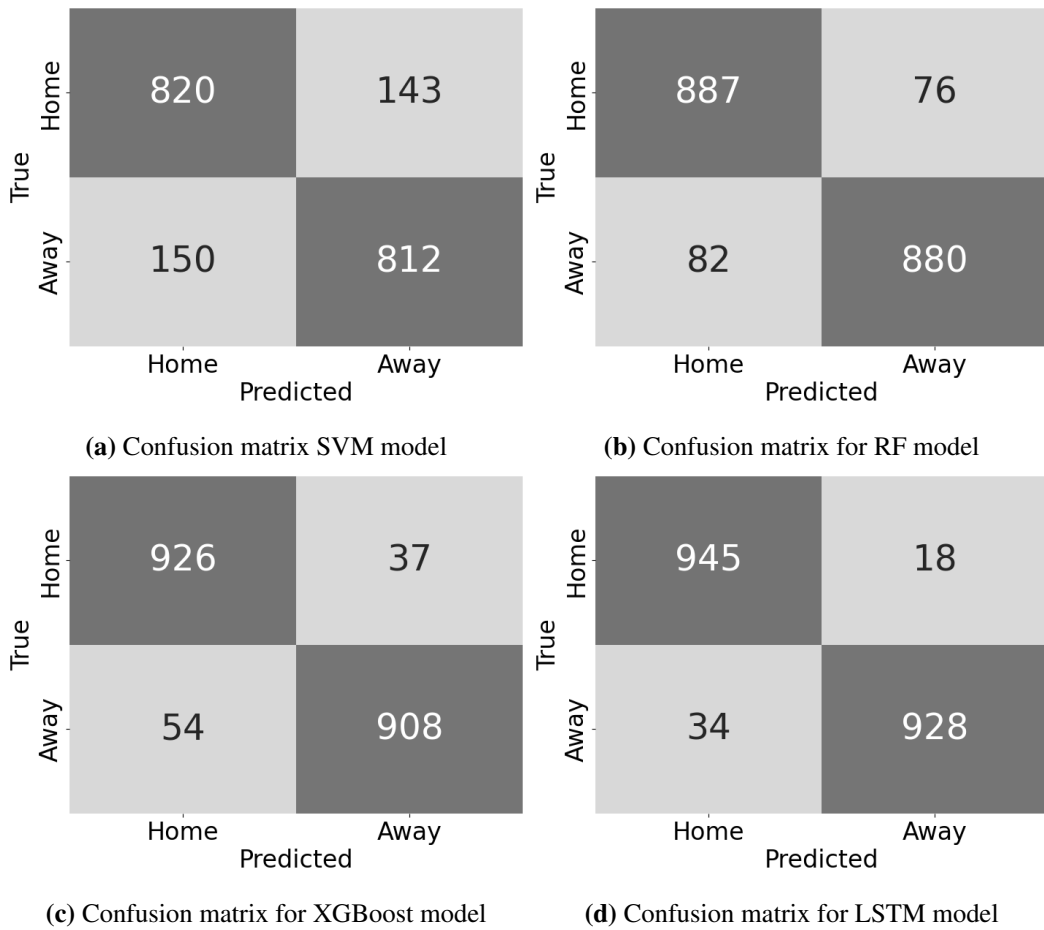 Home
820
143
True
Away
150
812
Home
Away
Predicted
(a) Confusion matrix SVM model
Home
887
76
True
Away
82
880
Home
Away
Predicted
(b) Confusion matrix for RF model
Home
926
37
True
Away
54
908
Home
Away
Predicted
(c) Confusion matrix for XGBoost model
Home
945
18
True
Away
34
928
Home
Away
Predicted
(d) Confusion matrix for LSTM model